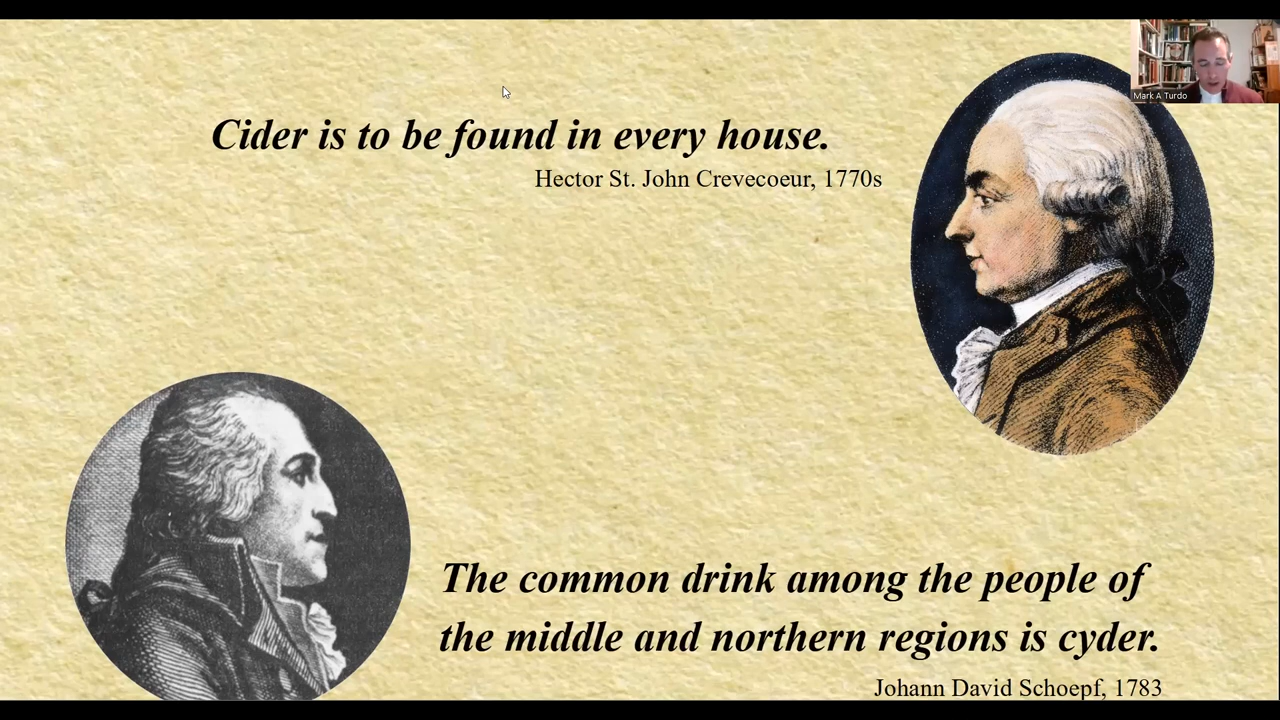 Mark A Turdo
Cider is to be found in every house.
Hector St. John Crevecoeur, 1770s
The common drink among the people of
the middle and northern regions is cyder.
Johann David Schoepf, 1783